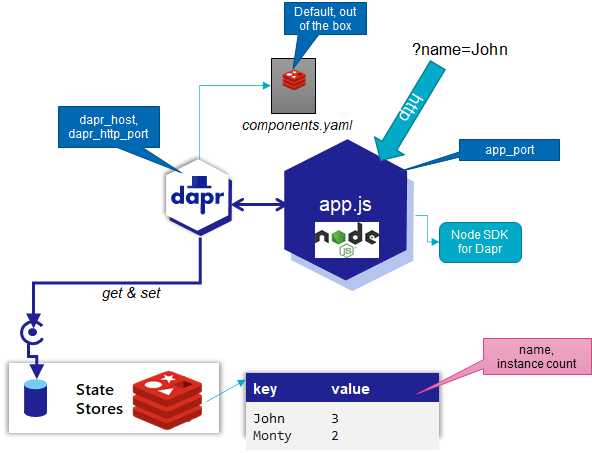 Default, out
of the box
?name=John
http
components.yaml
dapr_host,
dapr_http_port
app_port
dapr
app.js
node
JS
Node SDK
for Dapr
get & set
State
Stores
name,
instance count
key value
John 3
Monty 2